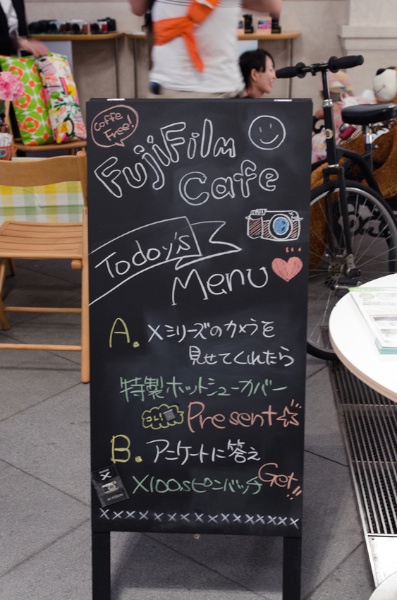 Coffe Free!
FujiFilm
Cafe
Today's
Menu
A. Xシリーズのカメラを
見せてくれたら
特製ホットシューカバー
Present☆
B. アンケートに答え
X100sピンバッチ Get!!